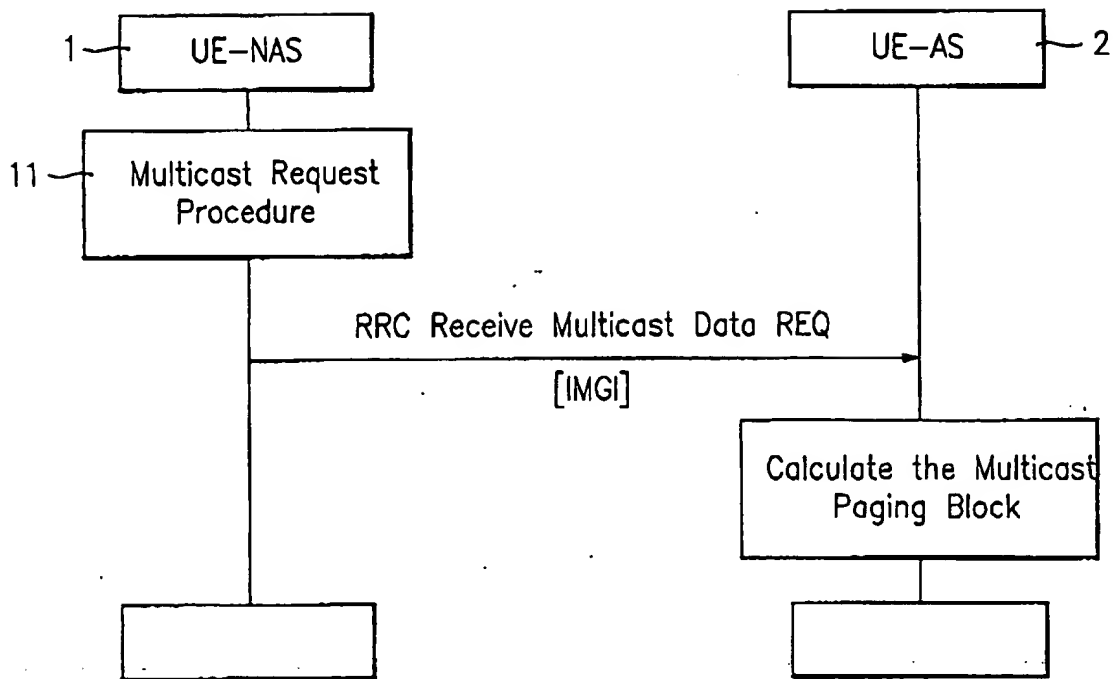 1
UE-NAS
UE-AS
2
11
Multicast Request
Procedure
RRC Receive Multicast Data REQ
[IMGI]
Calculate the Multicast
Paging Block